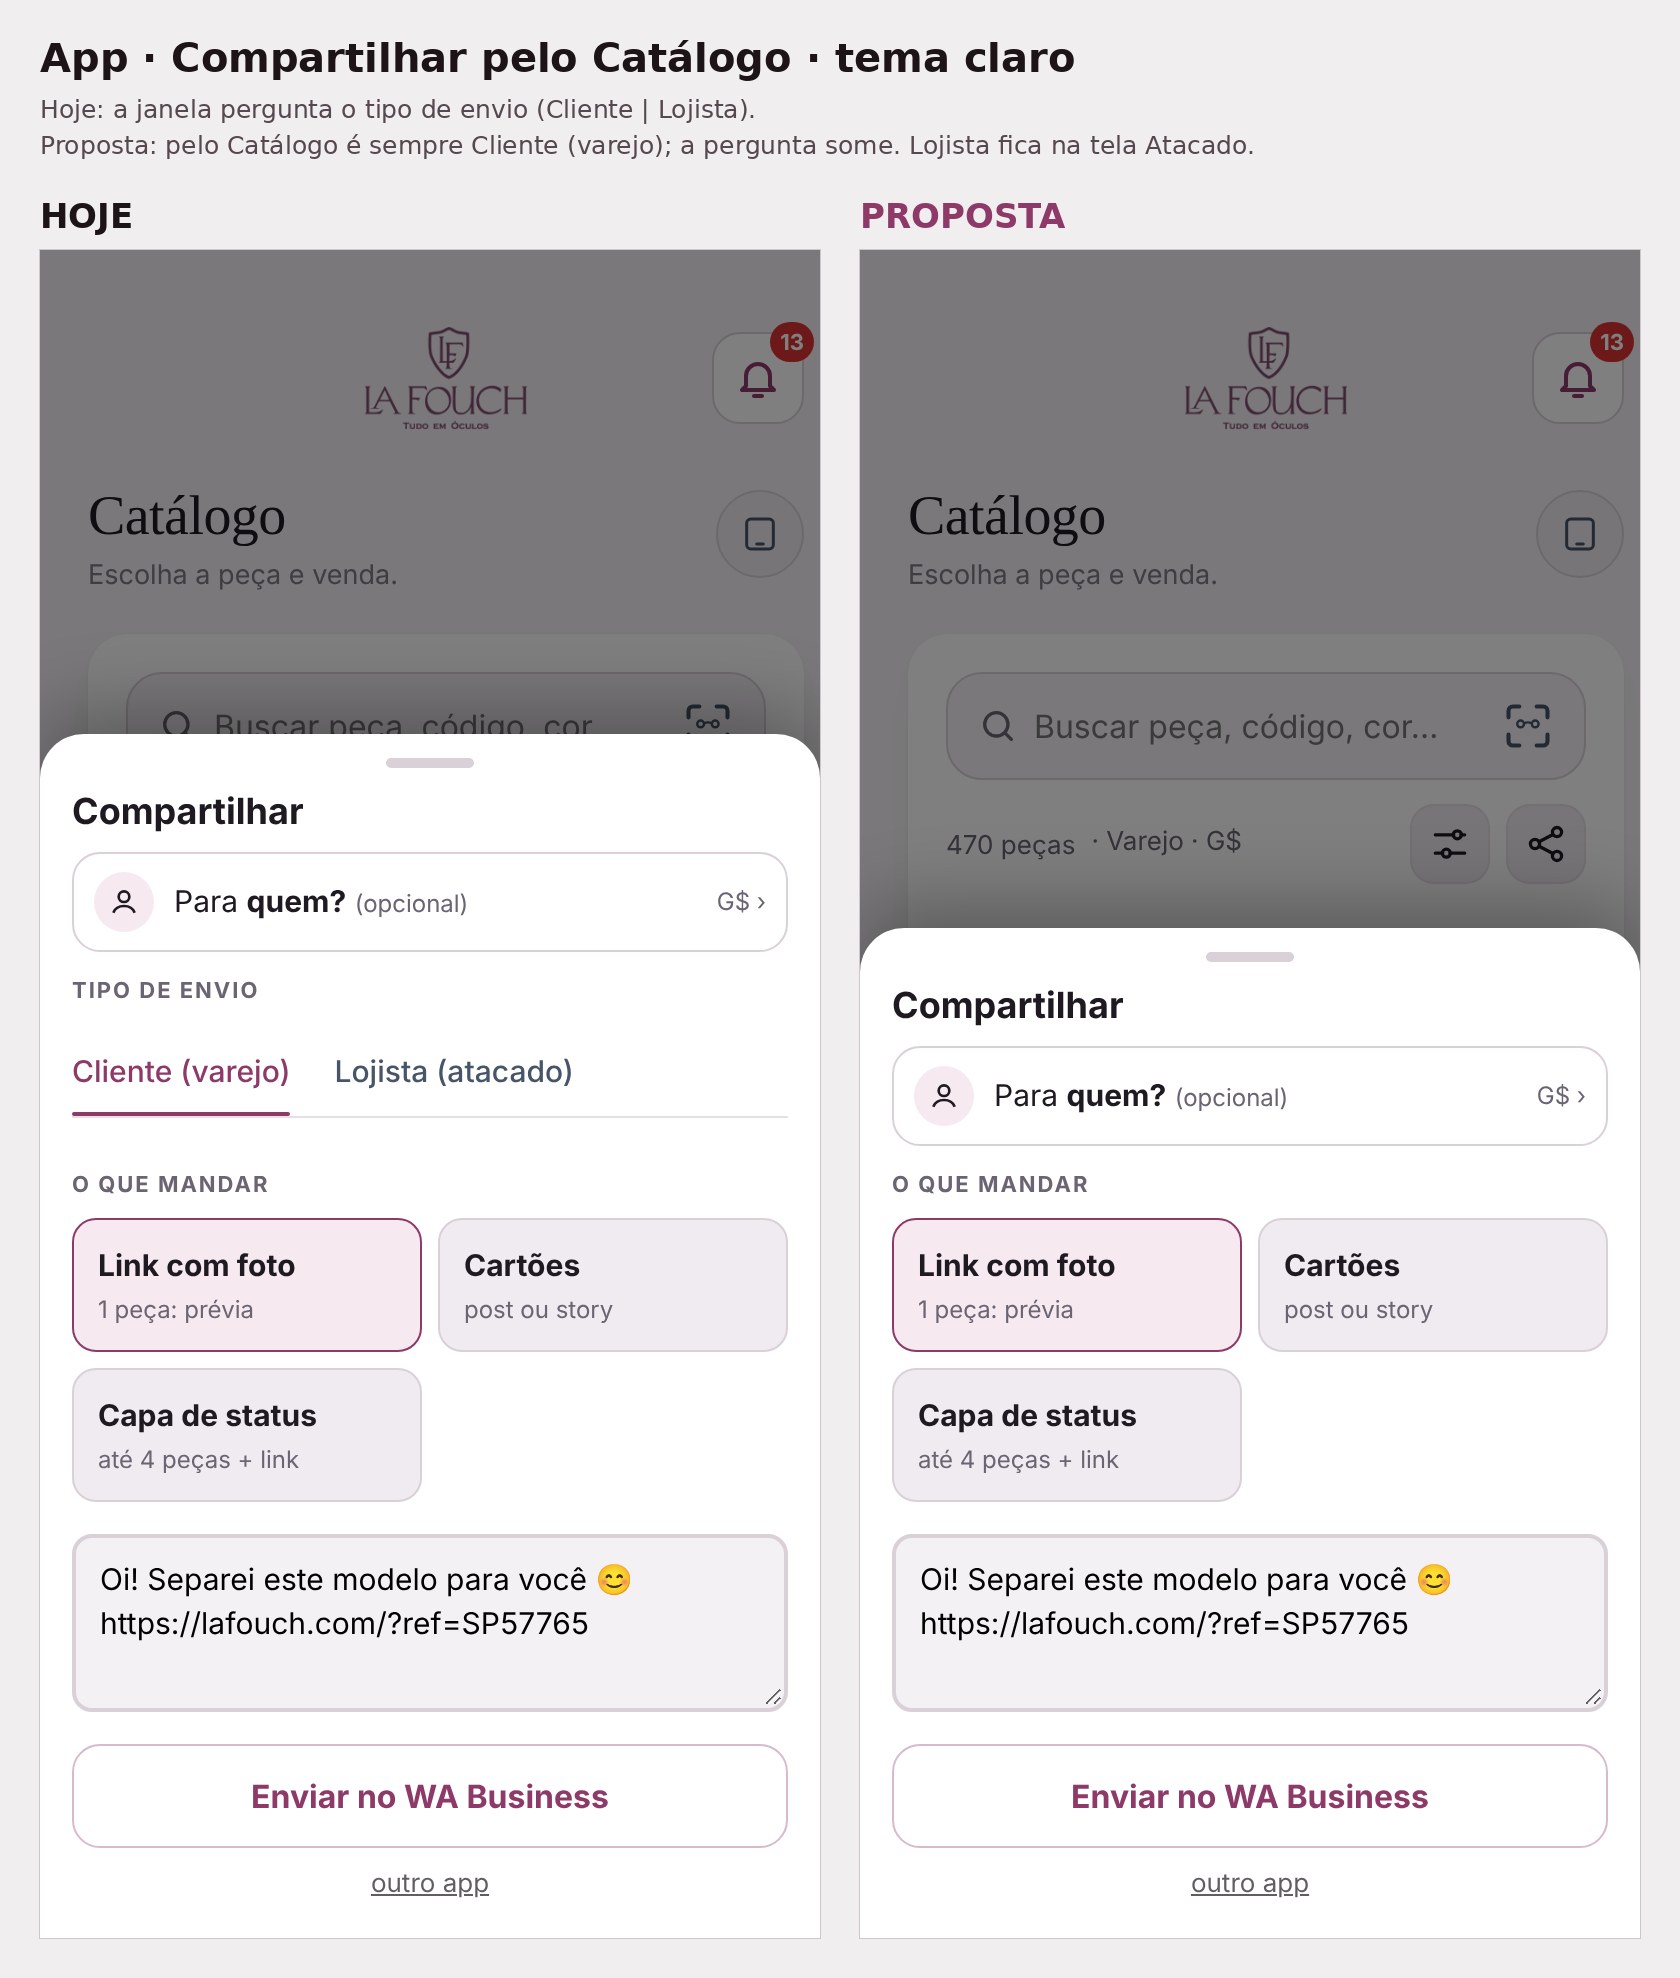 App · Compartilhar pelo Catálogo · tema claro
Hoje: a janela pergunta o tipo de envio (Cliente | Lojista).
Proposta: pelo Catálogo é sempre Cliente (varejo); a pergunta some. Lojista fica na tela Atacado.
HOJE
13
LF
LA FOUCH
TUDO EM ÓCULOS
Catálogo
Escolha a peça e venda.
Buscar peça, código, cor
Compartilhar
Para quem? (opcional) G$ ›
TIPO DE ENVIO
Cliente (varejo) Lojista (atacado)
O QUE MANDAR
Link com foto
1 peça: prévia
Cartões
post ou story
Capa de status
até 4 peças + link
Oi! Separei este modelo para você 😊
https://lafouch.com/?ref=SP57765
Enviar no WA Business
outro app
PROPOSTA
13
LF
LA FOUCH
TUDO EM ÓCULOS
Catálogo
Escolha a peça e venda.
Buscar peça, código, cor...
470 peças · Varejo · G$
Compartilhar
Para quem? (opcional) G$ ›
O QUE MANDAR
Link com foto
1 peça: prévia
Cartões
post ou story
Capa de status
até 4 peças + link
Oi! Separei este modelo para você 😊
https://lafouch.com/?ref=SP57765
Enviar no WA Business
outro app